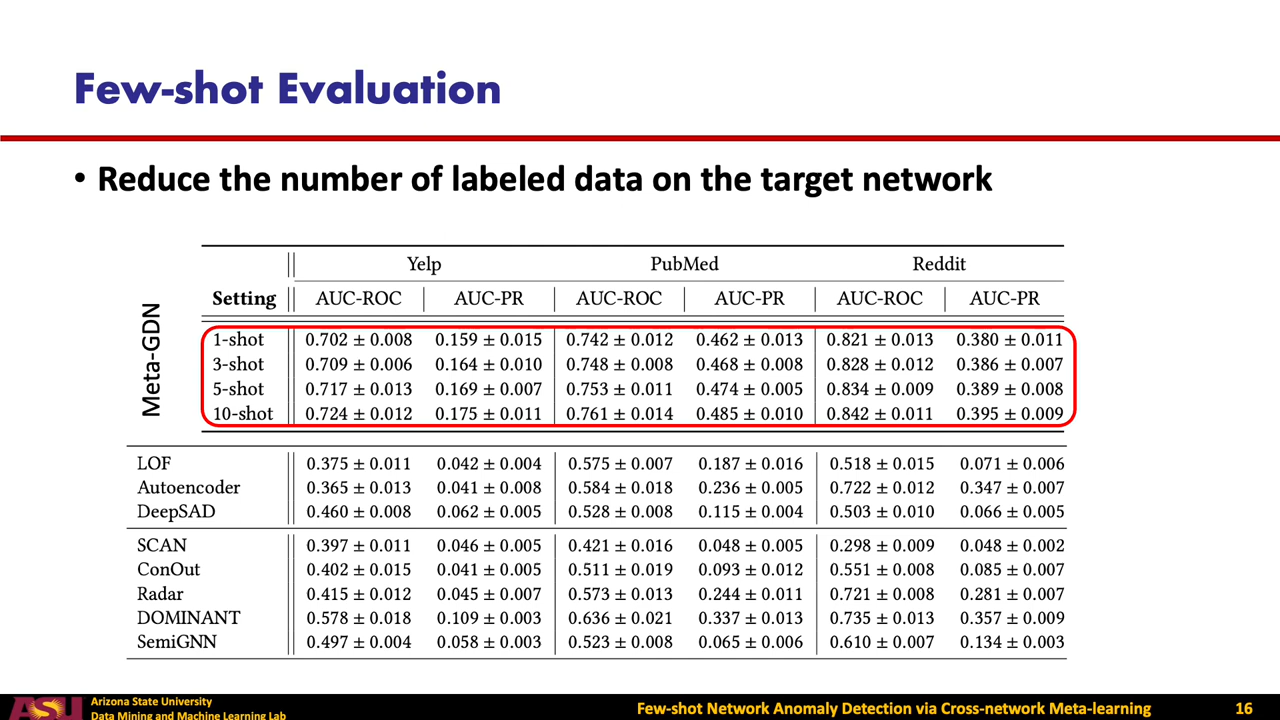 Few-shot Evaluation
• Reduce the number of labeled data on the target network
Meta-GDN
Yelp PubMed Reddit
Setting AUC-ROC AUC-PR AUC-ROC AUC-PR AUC-ROC AUC-PR
1-shot 0.702 ± 0.008 0.159 ± 0.015 0.742 ± 0.012 0.462 ± 0.013 0.821 ± 0.013 0.380 ± 0.011
3-shot 0.709 ± 0.006 0.164 ± 0.010 0.748 ± 0.008 0.468 ± 0.008 0.828 ± 0.012 0.386 ± 0.007
5-shot 0.717 ± 0.013 0.169 ± 0.007 0.753 ± 0.011 0.474 ± 0.005 0.834 ± 0.009 0.389 ± 0.008
10-shot 0.724 ± 0.012 0.175 ± 0.011 0.761 ± 0.014 0.485 ± 0.010 0.842 ± 0.011 0.395 ± 0.009
LOF 0.375 ± 0.011 0.042 ± 0.004 0.575 ± 0.007 0.187 ± 0.016 0.518 ± 0.015 0.071 ± 0.006
Autoencoder 0.365 ± 0.013 0.041 ± 0.008 0.584 ± 0.018 0.236 ± 0.005 0.722 ± 0.012 0.347 ± 0.007
DeepSAD 0.460 ± 0.008 0.062 ± 0.005 0.528 ± 0.008 0.115 ± 0.004 0.503 ± 0.010 0.066 ± 0.005
SCAN 0.397 ± 0.011 0.046 ± 0.005 0.421 ± 0.016 0.048 ± 0.005 0.298 ± 0.009 0.048 ± 0.002
ConOut 0.402 ± 0.015 0.041 ± 0.005 0.511 ± 0.019 0.093 ± 0.012 0.551 ± 0.008 0.085 ± 0.007
Radar 0.415 ± 0.012 0.045 ± 0.007 0.573 ± 0.013 0.244 ± 0.011 0.721 ± 0.008 0.281 ± 0.007
DOMINANT 0.578 ± 0.018 0.109 ± 0.003 0.636 ± 0.021 0.337 ± 0.013 0.735 ± 0.013 0.357 ± 0.009
SemiGNN 0.497 ± 0.004 0.058 ± 0.003 0.523 ± 0.008 0.065 ± 0.006 0.610 ± 0.007 0.134 ± 0.003
ASU
Arizona State University
Data Mining and Machine Learning Lab
Few-shot Network Anomaly Detection via Cross-network Meta-learning
16